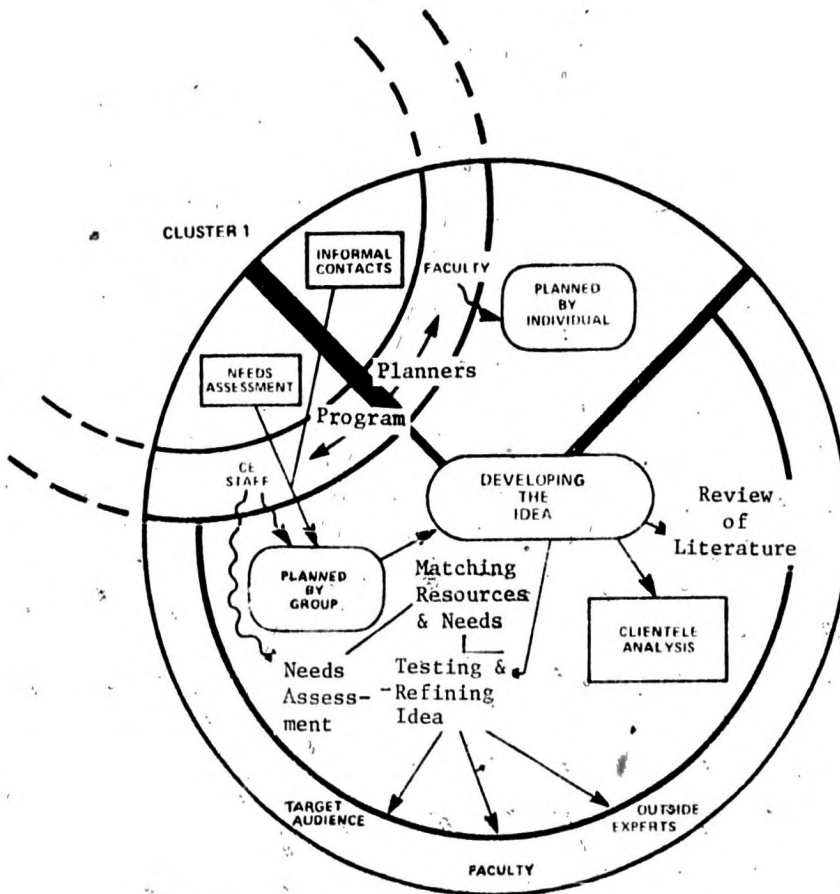 CLUSTER 1
INFORMAL
CONTACTS
FACULTY
PLANNED
BY
INDIVIDUAL
NEEDS
ASSESSMENT
Planners
Program
CE
STAFF
DEVELOPING
THE
IDEA
Review
of
Literature
PLANNED
BY
GROUP
Matching
Resources
& Needs
CLIENTELE
ANALYSIS
Needs
Assess-
ment
Testing &
Refining
Idea
TARGET
AUDIENCE
FACULTY
OUTSIDE
EXPERTS